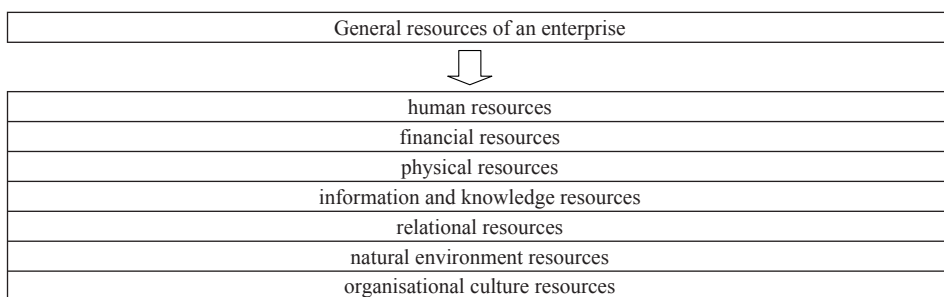 General resources of an enterprise
human resources
financial resources
physical resources
information and knowledge resources
relational resources
natural environment resources
organisational culture resources